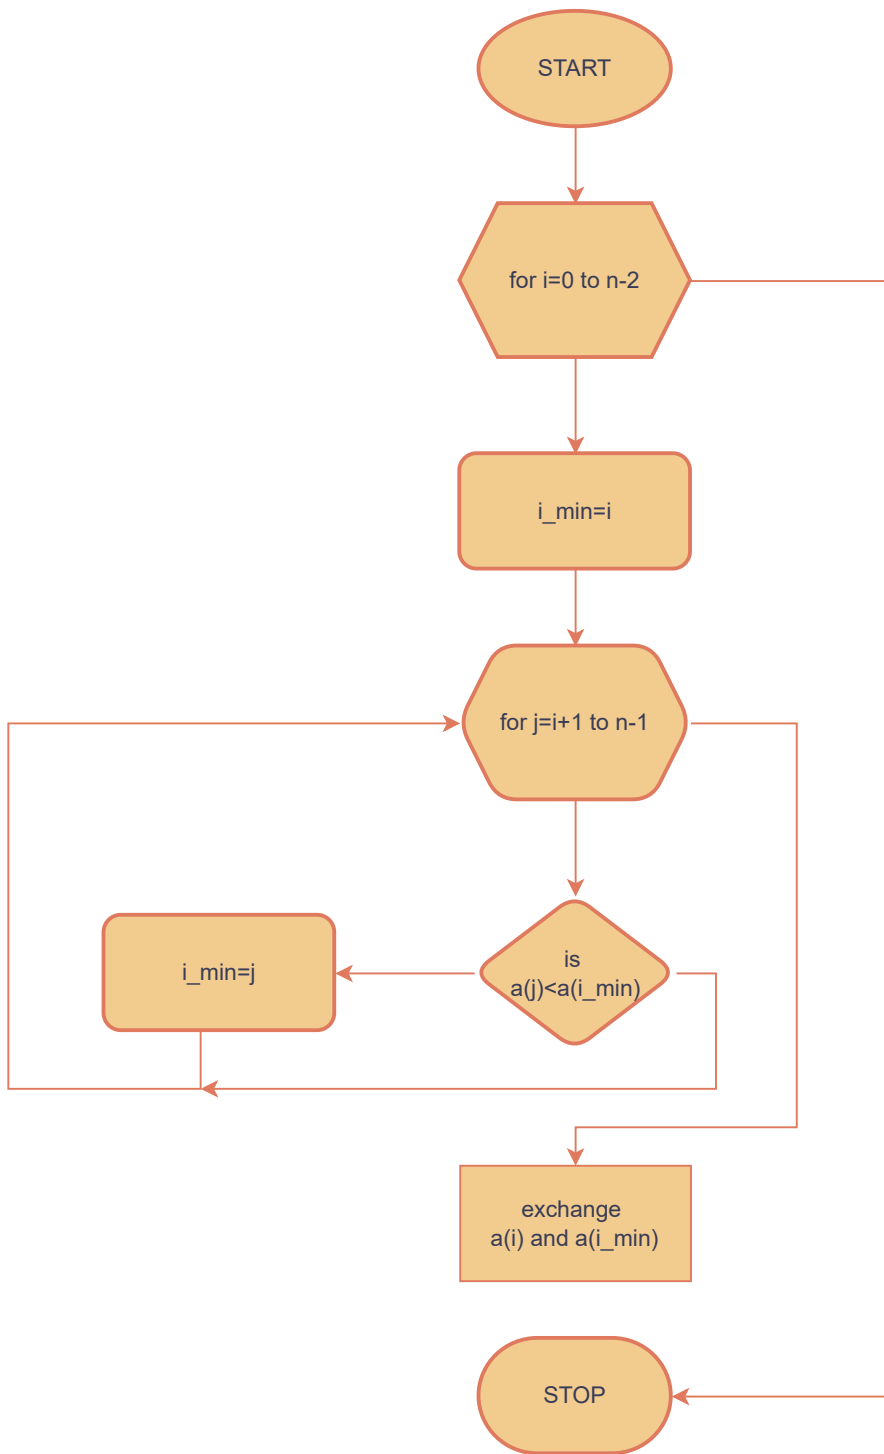 START
for i=0 to n-2
i_min=i
for j=i+1 to n-1
is
a(j)<a(i_min)
i_min=j
exchange
a(i) and a(i_min)
STOP